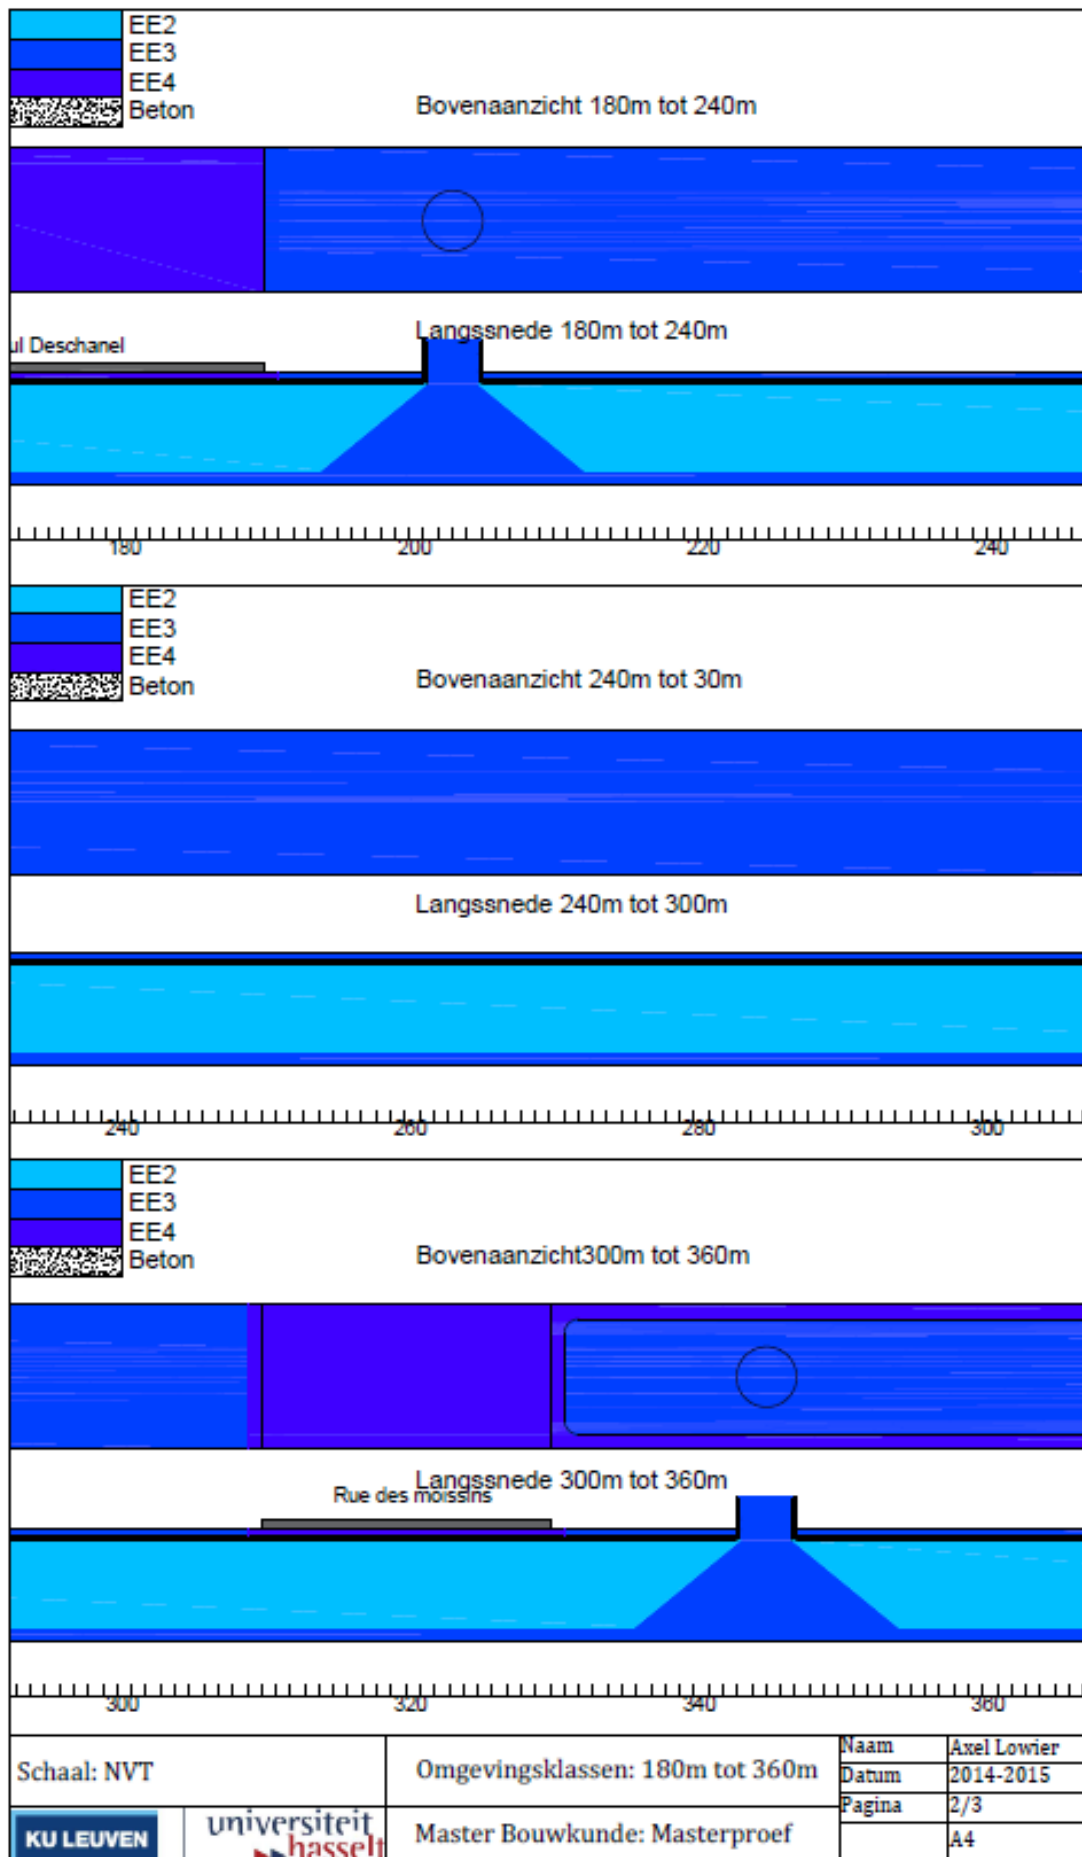 EE2
EE3
EE4
Beton
Bovenaanzicht 180m tot 240m
Langssnede 180m tot 240m
ul Deschanel
180 200 220 240
EE2
EE3
EE4
Beton
Bovenaanzicht 240m tot 30m
Langssnede 240m tot 300m
240 260 280 300
EE2
EE3
EE4
Beton
Bovenaanzicht300m tot 360m
Langssnede 300m tot 360m
Rue des moissins
300 320 340 360
Schaal: NVT
Omgevingsklassen: 180m tot 360m
Naam Axel Lowier
Datum 2014-2015
Pagina 2/3
A4
KU LEUVEN
universiteit
hasselt
Master Bouwkunde: Masterproef